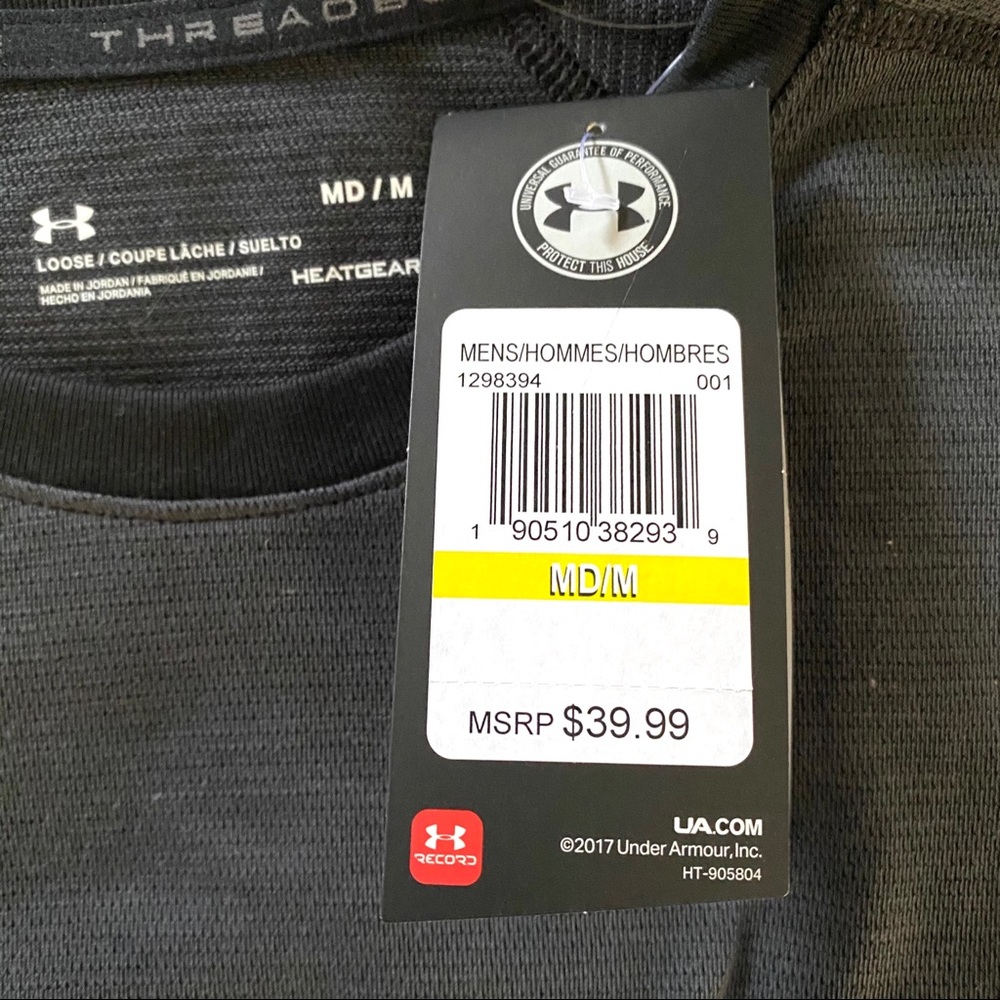 MD / M
LOOSE / COUPE LÂCHE / SUELTO
MADE IN JORDAN / FABRIQUÉ EN JORDANIE /
HECHO EN JORDANIA
HEATGEAR
UNIVERSAL GUARANTEE OF PERFORMANCE
PROTECT THIS HOUSE
MENS/HOMMES/HOMBRES
1298394 001
1 90510 38293 9
MD/M
MSRP $39.99
RECORD
UA.COM
©2017 Under Armour, Inc.
HT-905804